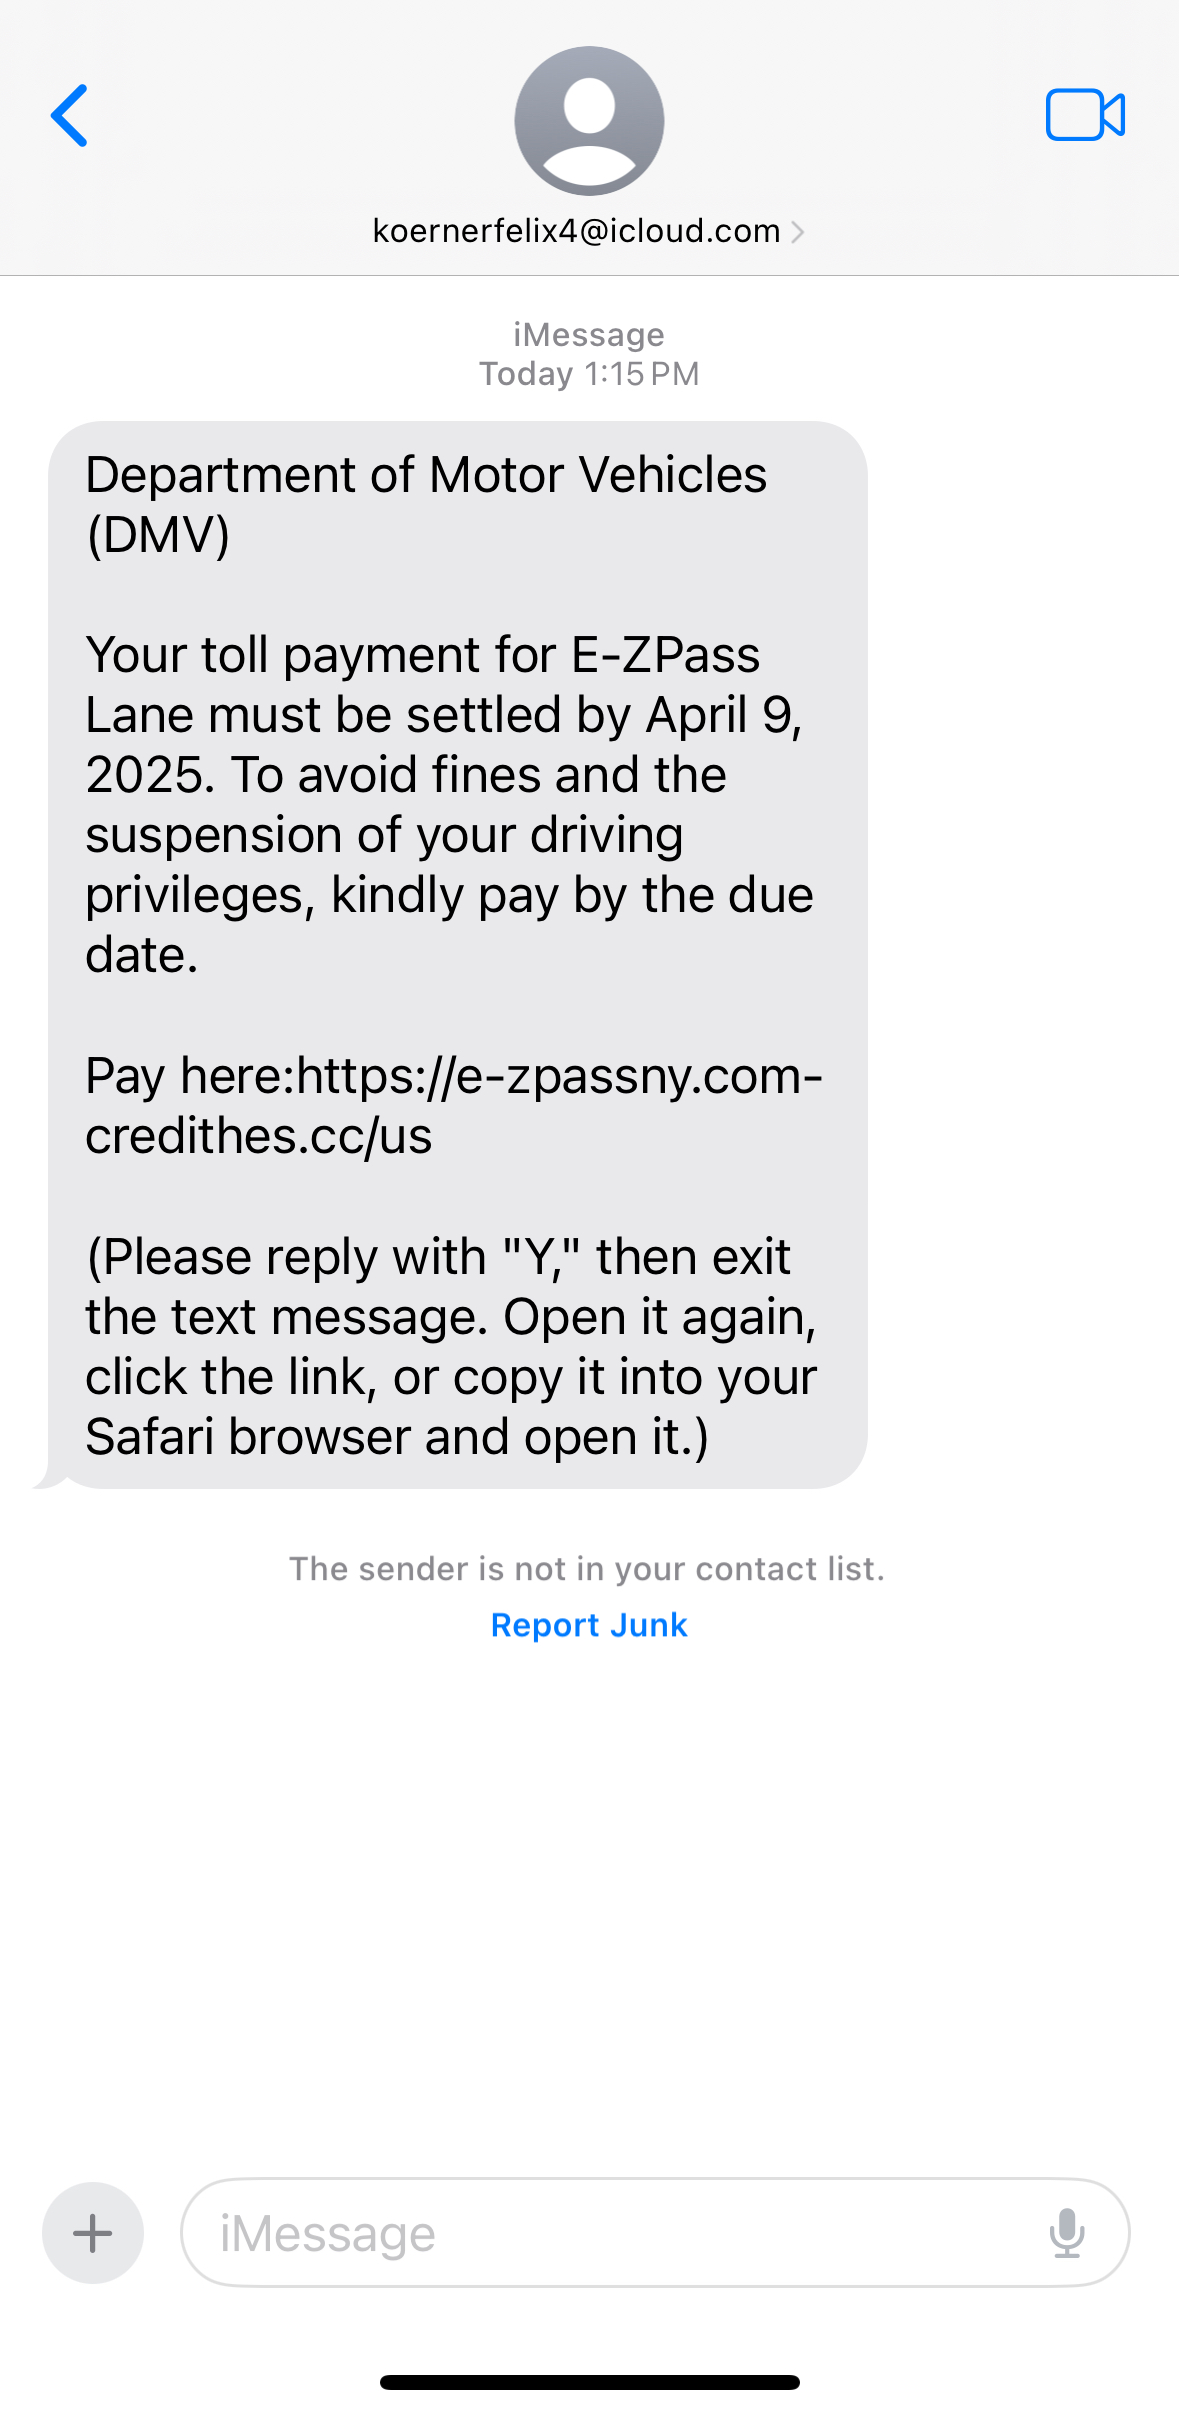 koernerfelix4@icloud.com
iMessage
Today 1:15 PM
Department of Motor Vehicles
(DMV)
Your toll payment for E-ZPass
Lane must be settled by April 9,
2025. To avoid fines and the
suspension of your driving
privileges, kindly pay by the due
date.
Pay here:https://e-zpassny.com-
credithes.cc/us
(Please reply with "Y," then exit
the text message. Open it again,
click the link, or copy it into your
Safari browser and open it.)
The sender is not in your contact list.
Report Junk
iMessage